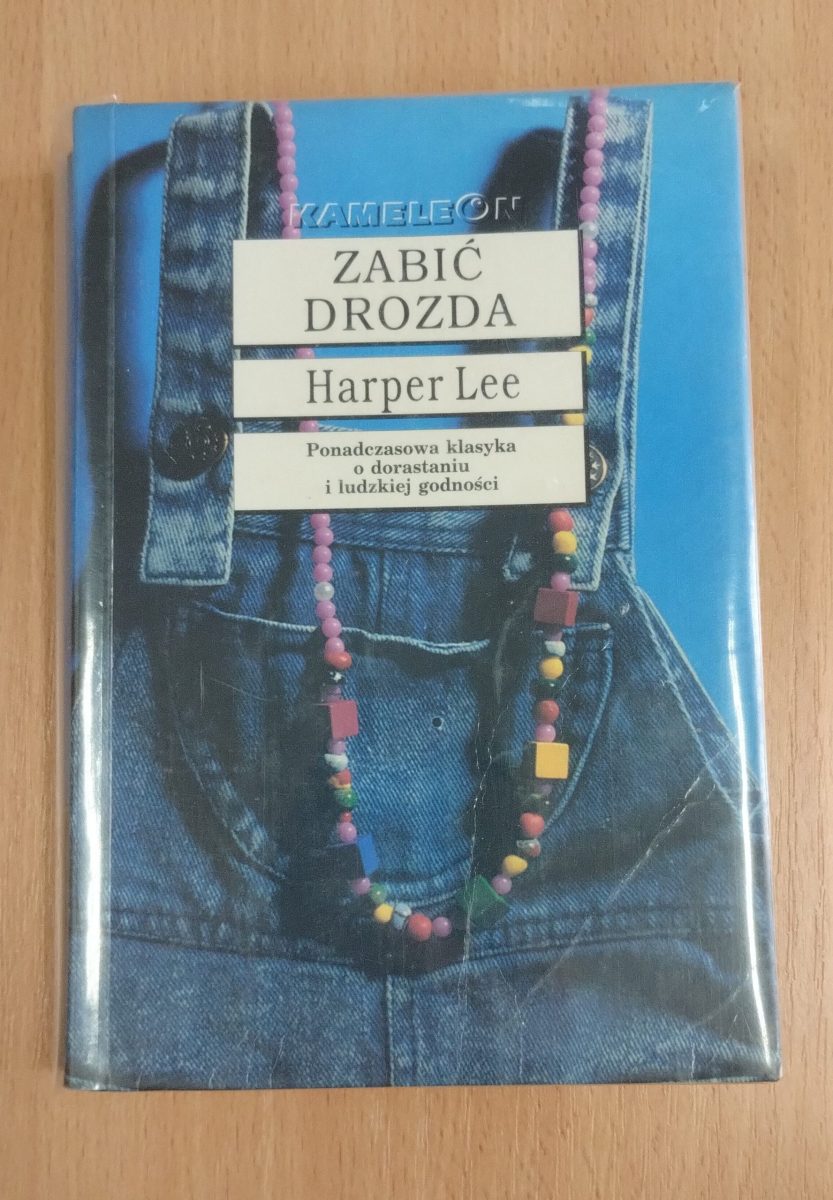 KAMELEON
ZABIĆ
DROZDA
Harper Lee
Ponadczasowa klasyka
o dorastaniu
i ludzkiej godności